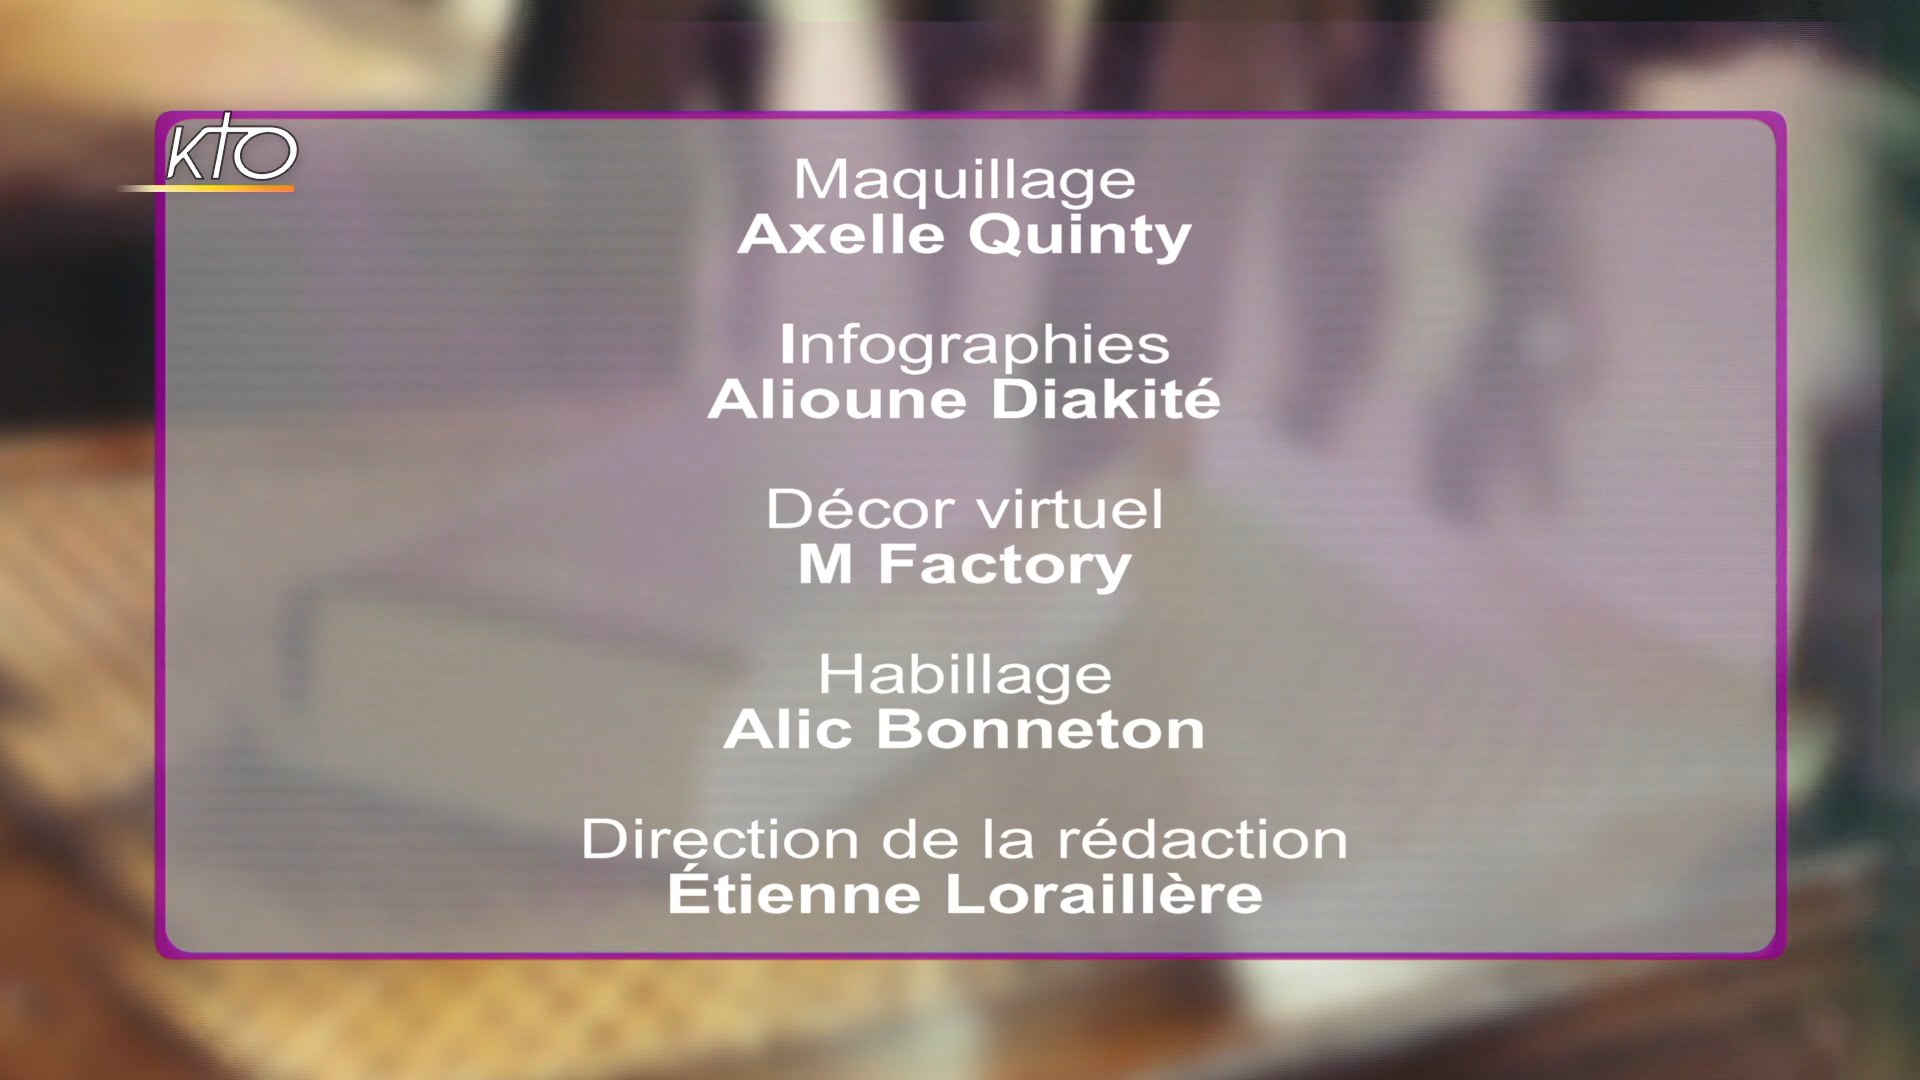 KTO
Maquillage
Axelle Quinty
Infographies
Alioune Diakité
Décor virtuel
M Factory
Habillage
Alic Bonneton
Direction de la rédaction
Étienne Loraillère